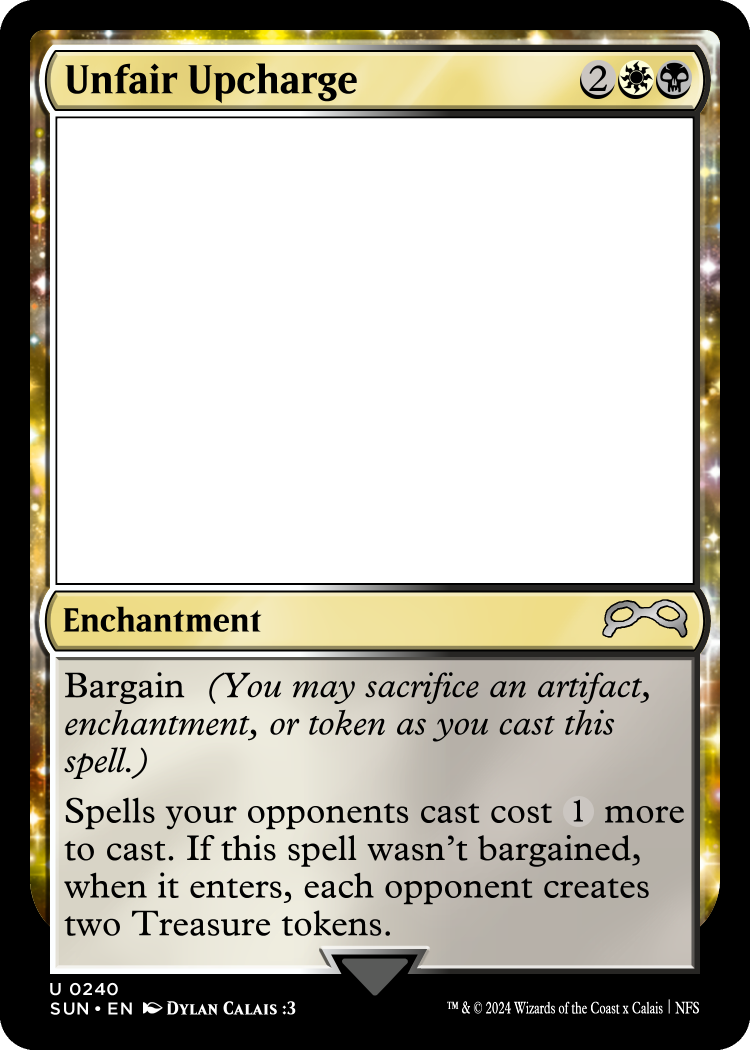 Unfair Upcharge 2
Enchantment
Bargain (You may sacrifice an artifact,
enchantment, or token as you cast this
spell.)
Spells your opponents cast cost 1 more
to cast. If this spell wasn't bargained,
when it enters, each opponent creates
two Treasure tokens.
U 0240
SUN • EN Dylan Calais :3
™ & © 2024 Wizards of the Coast x Calais | NFS